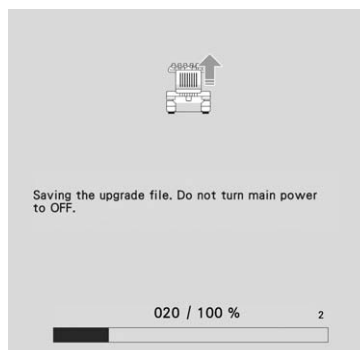 Saving the upgrade file. Do not turn main power
to OFF.
020 / 100 %
2